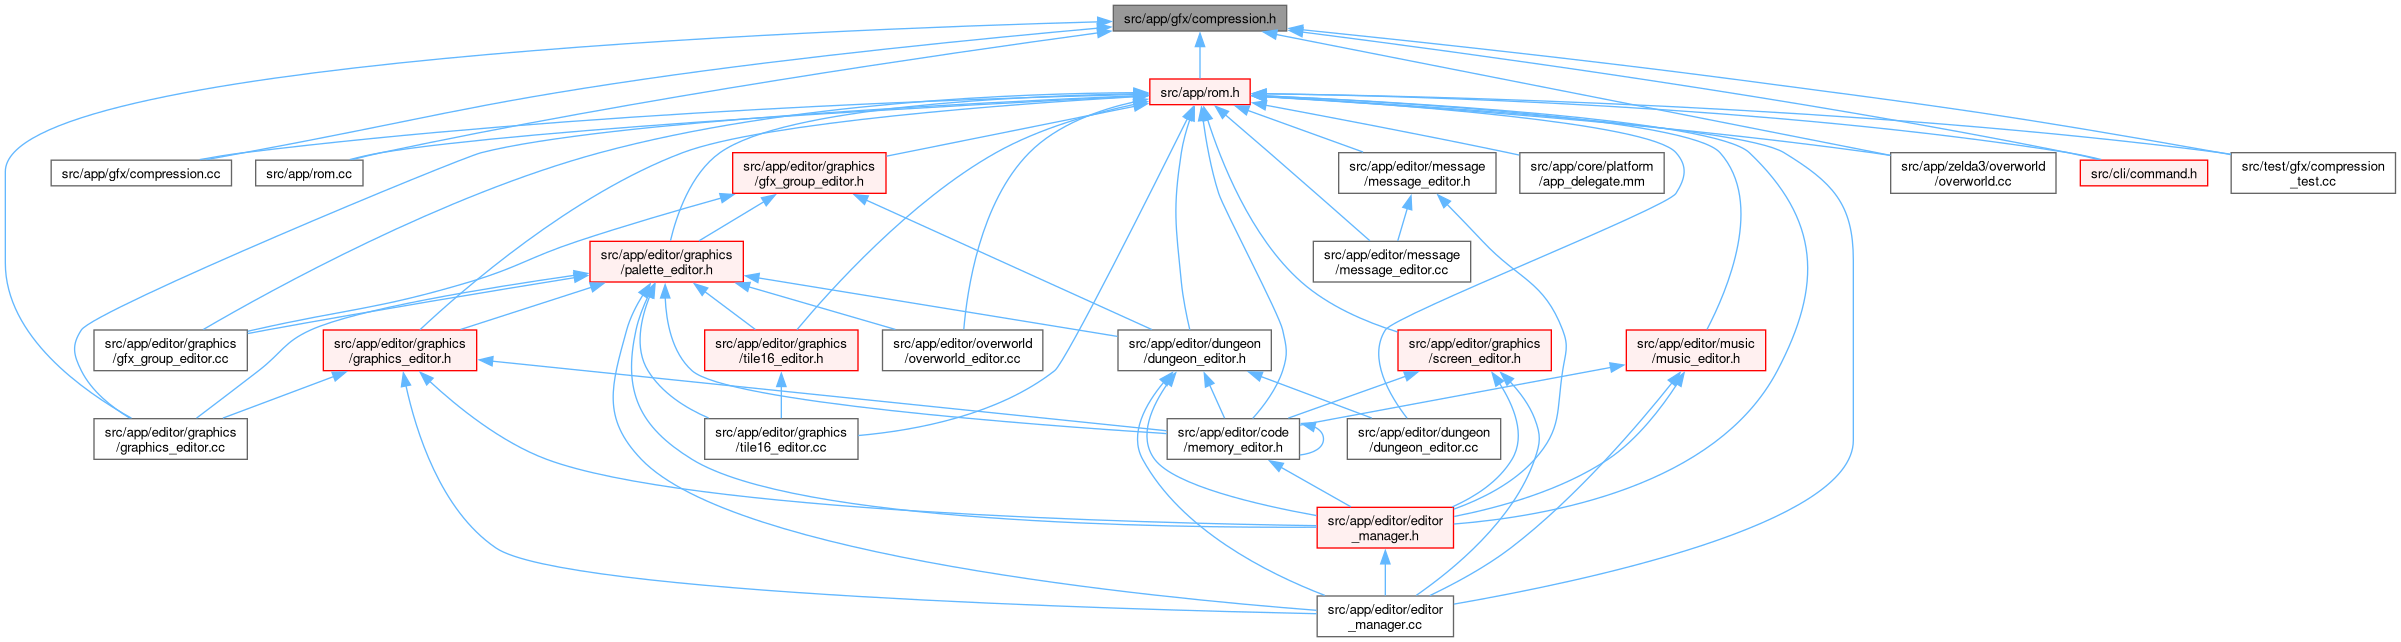 src/app/gfx/compression.h
src/app/rom.h
src/app/gfx/compression.cc
src/app/rom.cc
src/app/editor/graphics
/gfx_group_editor.h
src/app/editor/message
/message_editor.h
src/app/core/platform
/app_delegate.mm
src/app/zelda3/overworld
/overworld.cc
src/cli/command.h
src/test/gfx/compression
_test.cc
src/app/editor/graphics
/palette_editor.h
src/app/editor/message
/message_editor.cc
src/app/editor/graphics
/gfx_group_editor.cc
src/app/editor/graphics
/graphics_editor.h
src/app/editor/graphics
/tile16_editor.h
src/app/editor/overworld
/overworld_editor.cc
src/app/editor/dungeon
/dungeon_editor.h
src/app/editor/graphics
/screen_editor.h
src/app/editor/music
/music_editor.h
src/app/editor/graphics
/graphics_editor.cc
src/app/editor/graphics
/tile16_editor.cc
src/app/editor/code
/memory_editor.h
src/app/editor/dungeon
/dungeon_editor.cc
src/app/editor/editor
_manager.h
src/app/editor/editor
_manager.cc